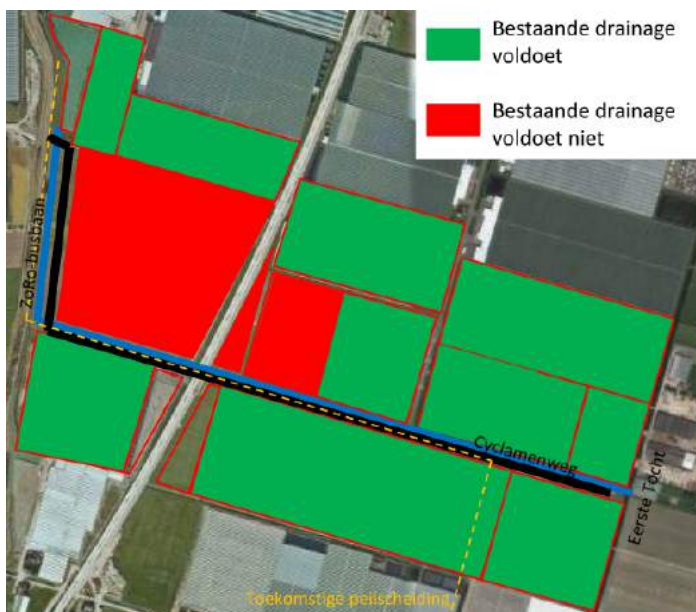 Bestaande drainage
voldoet
Bestaande drainage
voldoet niet
ZoRo-busbaan
Cyclamenweg
Eerste Tocht
Toekomstige peilscheiding